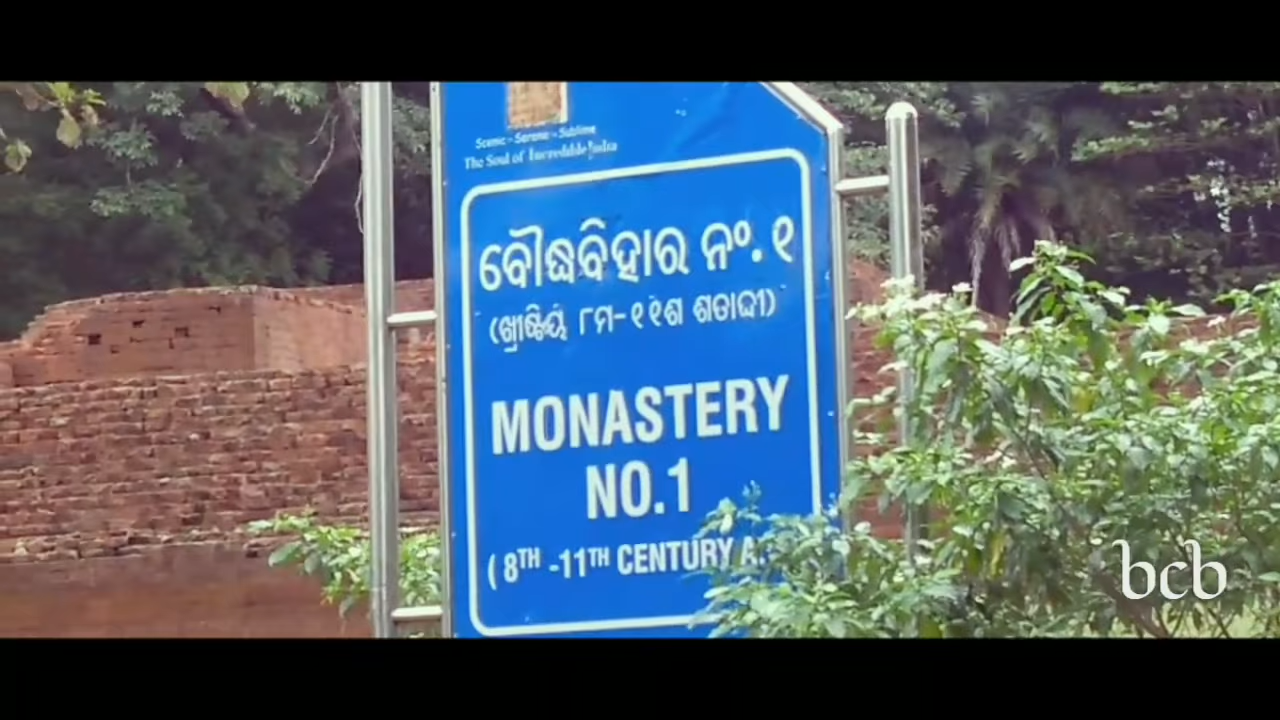 Scenic - Serene - Sublime
The Soul of Incredible India
ବୌଦ୍ଧବିହାର ନଂ. ୧
(ଖ୍ରୀଷ୍ଟିୟ ୮ମ-୧୧ଶ ଶତାବ୍ଦୀ)
MONASTERY
NO.1
( 8TH -11TH CENTURY A.
bcb